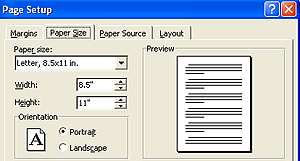 Page Setup
Margins Paper Size Paper Source Layout
Paper size:
Letter, 8.5x11 in.
Width: 8.5"
Height: 11"
Orientation
A
Portrait
Landscape
Preview